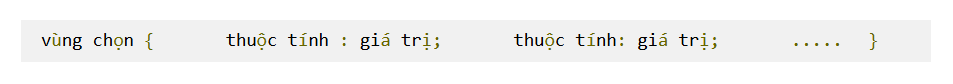 vùng chọn { thuộc tính : giá trị; thuộc tính: giá trị; ..... }